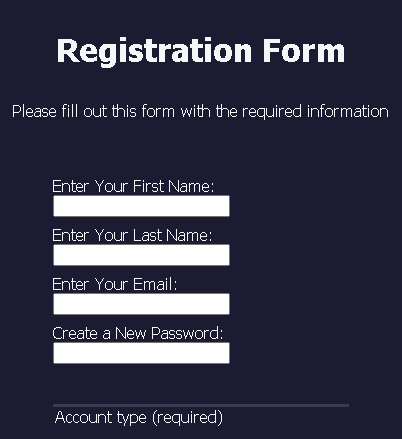 Registration Form
Please fill out this form with the required information
Enter Your First Name:
Enter Your Last Name:
Enter Your Email:
Create a New Password:
Account type (required)